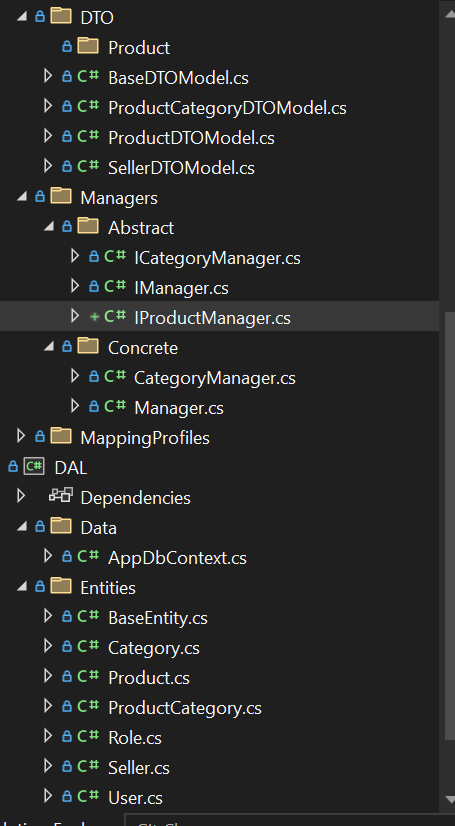 DTO
Product
C# BaseDTOModel.cs
C# ProductCategoryDTOModel.cs
C# ProductDTOModel.cs
C# SellerDTOModel.cs
Managers
Abstract
C# ICategoryManager.cs
C# IManager.cs
+ C# IProductManager.cs
Concrete
C# CategoryManager.cs
C# Manager.cs
MappingProfiles
C# DAL
Dependencies
Data
C# AppDbContext.cs
Entities
C# BaseEntity.cs
C# Category.cs
C# Product.cs
C# ProductCategory.cs
C# Role.cs
C# Seller.cs
C# User.cs